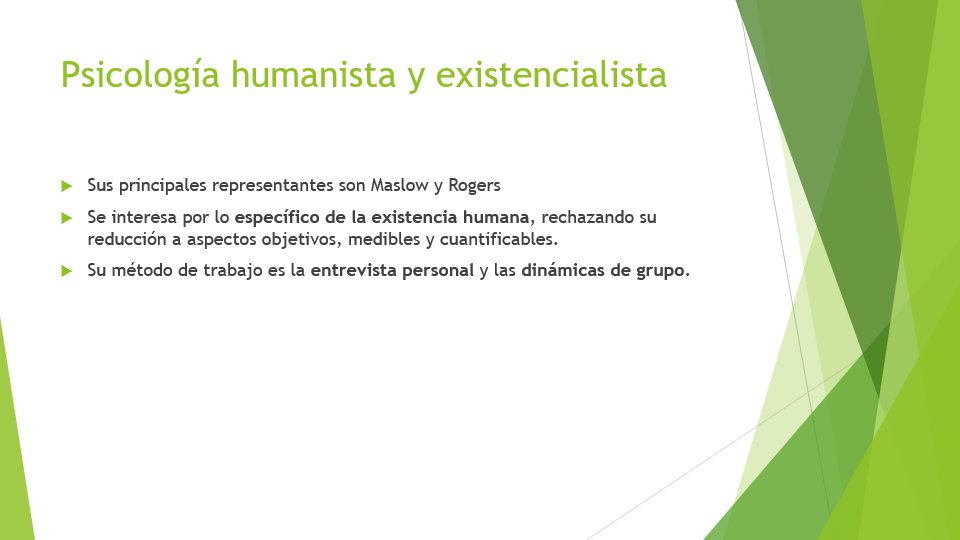 Psicología humanista y existencialista
Sus principales representantes son Maslow y Rogers
Se interesa por lo específico de la existencia humana, rechazando su
reducción a aspectos objetivos, medibles y cuantificables.
Su método de trabajo es la entrevista personal y las dinámicas de grupo.